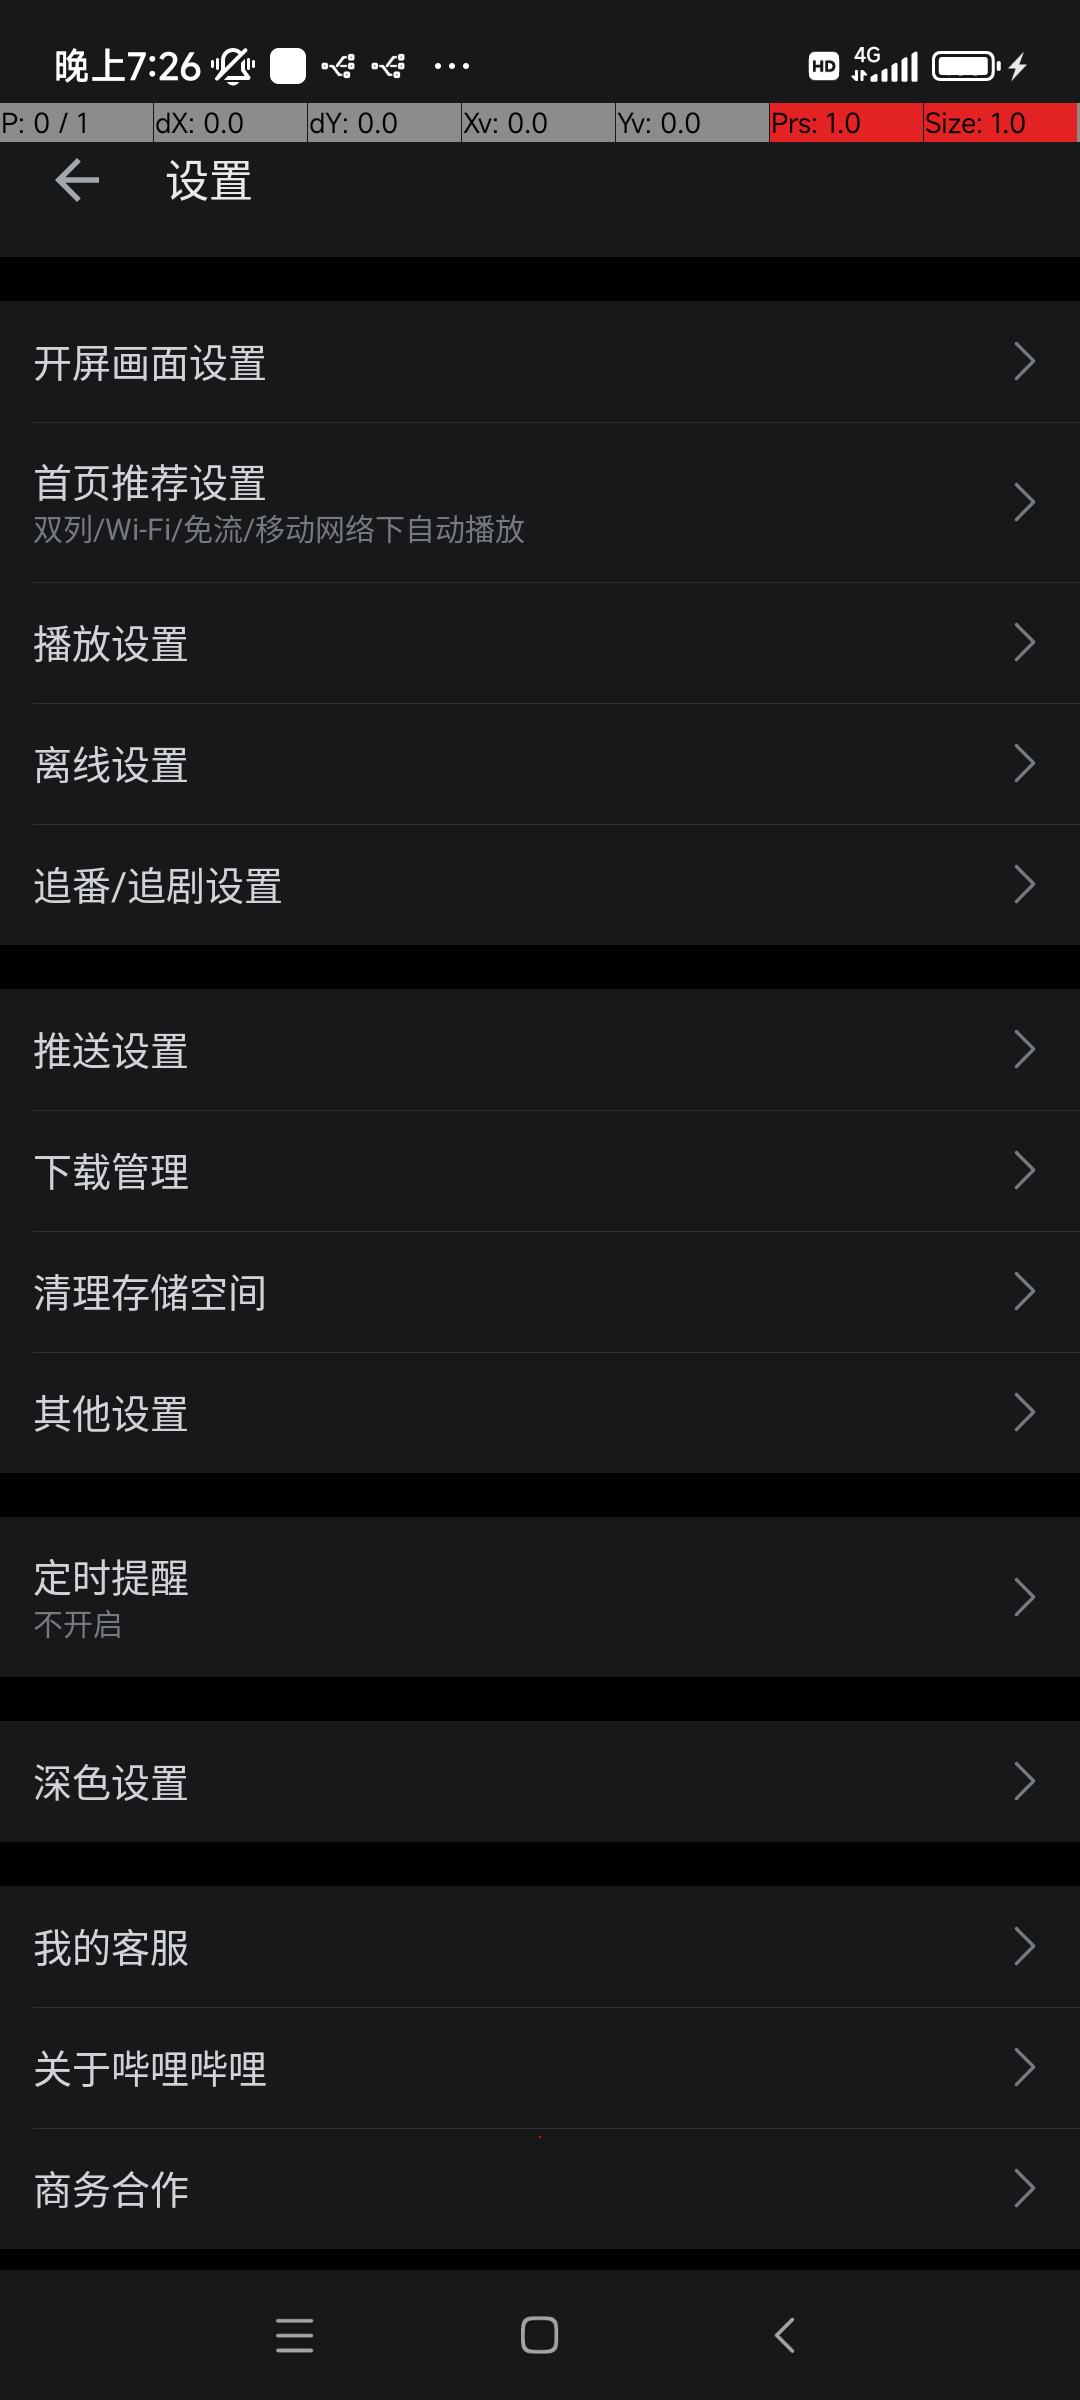 晚上7:26
HD
4G
P: 0 / 1
dX: 0.0
dY: 0.0
Xv: 0.0
Yv: 0.0
Prs: 1.0
Size: 1.0
设置
开屏画面设置
首页推荐设置
双列/Wi-Fi/免流/移动网络下自动播放
播放设置
离线设置
追番/追剧设置
推送设置
下载管理
清理存储空间
其他设置
定时提醒
不开启
深色设置
我的客服
关于哔哩哔哩
商务合作